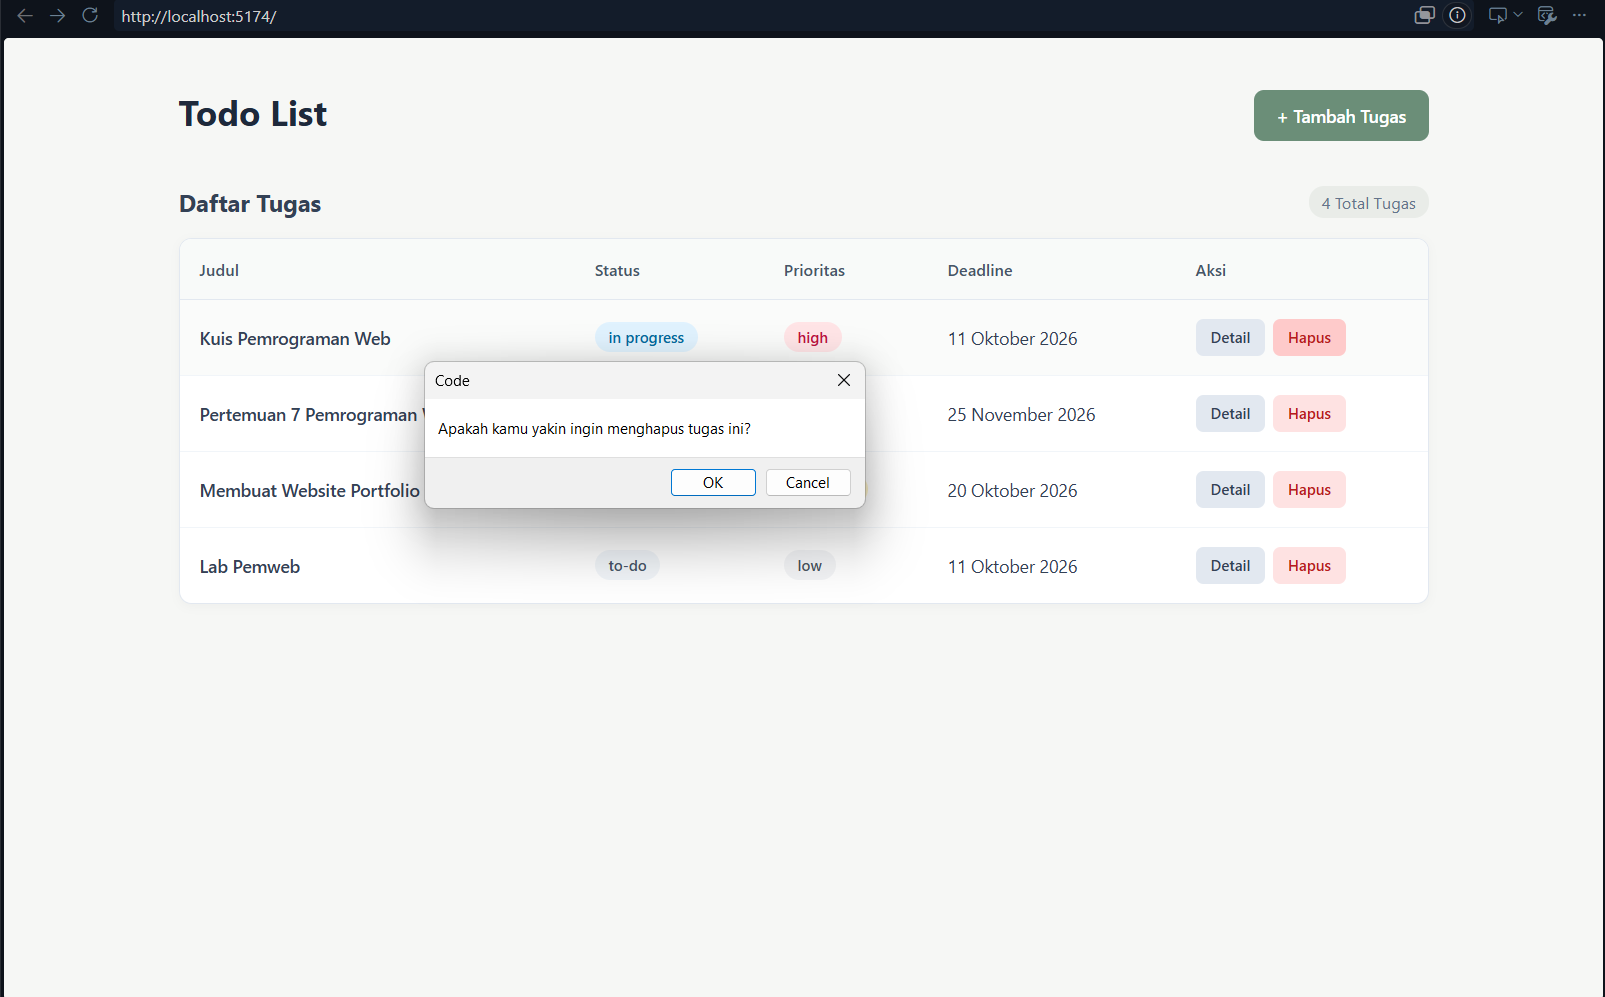 http://localhost:5174/
Todo List
+ Tambah Tugas
Daftar Tugas
4 Total Tugas
Judul Status Prioritas Deadline Aksi
Kuis Pemrograman Web in progress high 11 Oktober 2026 Detail Hapus
Code
Apakah kamu yakin ingin menghapus tugas ini?
OK Cancel
Pertemuan 7 Pemrograman 25 November 2026 Detail Hapus
Membuat Website Portfolio 20 Oktober 2026 Detail Hapus
Lab Pemweb to-do low 11 Oktober 2026 Detail Hapus